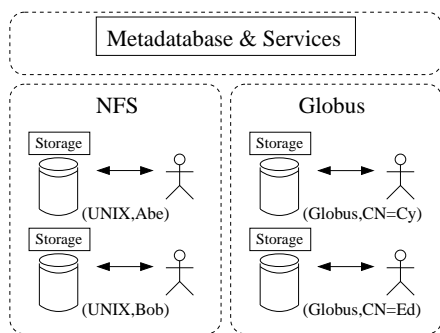 Metadatabase & Services
NFS
Storage
(UNIX,Abe)
Storage
(UNIX,Bob)
Globus
Storage
(Globus,CN=Cy)
Storage
(Globus,CN=Ed)